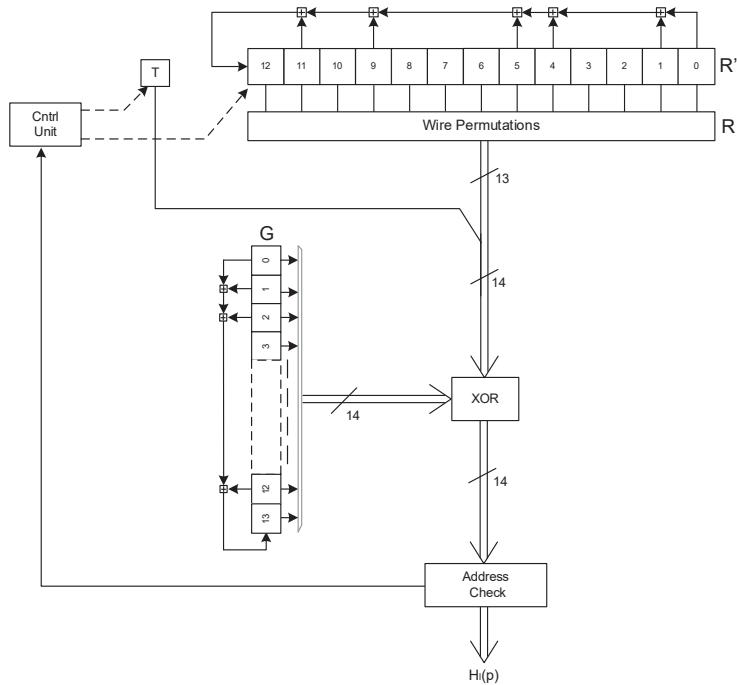 12 11 10 9 8 7 6 5 4 3 2 1 0 R'
T
Cntrl
Unit
Wire Permutations R
13
G
0
1
2
3
12
13
14
14
XOR
14
Address
Check
Hi(p)